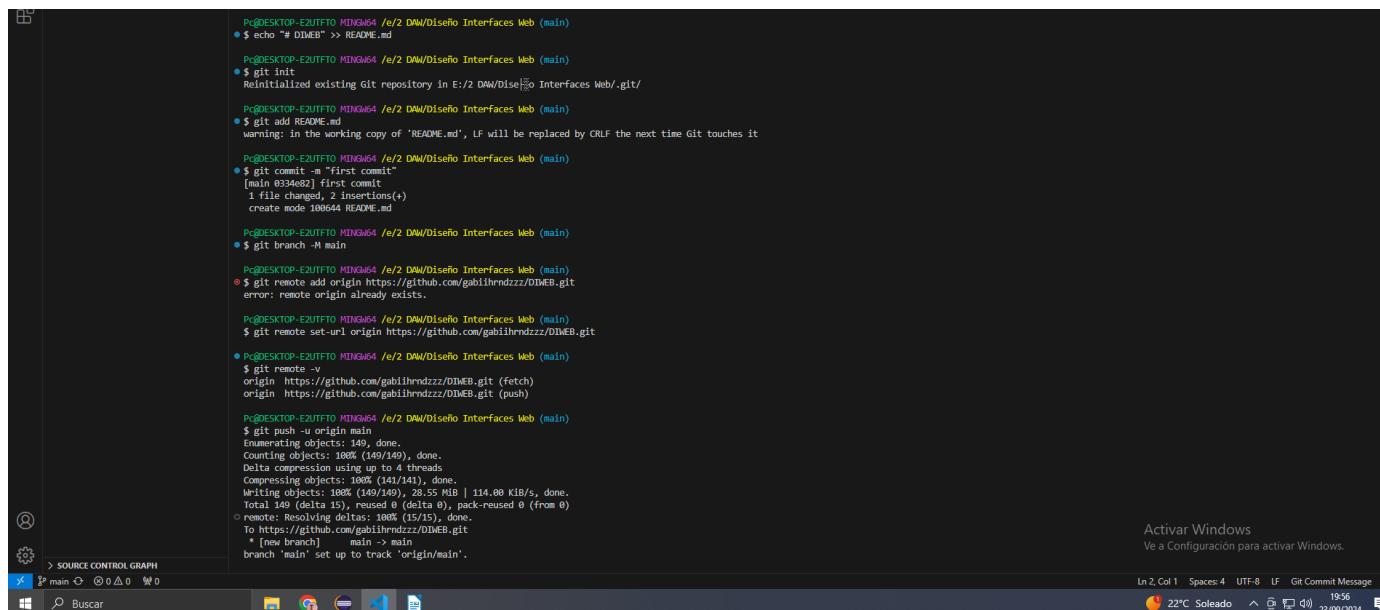 Pc@DESKTOP-E2UTFTO MINGW64 /e/2 DAW/Diseño Interfaces Web (main)
$ echo "# DIWEB" >> README.md
Pc@DESKTOP-E2UTFTO MINGW64 /e/2 DAW/Diseño Interfaces Web (main)
$ git init
Reinitialized existing Git repository in E:/2 DAW/Diseo Interfaces Web/.git/
Pc@DESKTOP-E2UTFTO MINGW64 /e/2 DAW/Diseño Interfaces Web (main)
$ git add README.md
warning: in the working copy of 'README.md', LF will be replaced by CRLF the next time Git touches it
Pc@DESKTOP-E2UTFTO MINGW64 /e/2 DAW/Diseño Interfaces Web (main)
$ git commit -m "first commit"
[main 0334e82] first commit
1 file changed, 2 insertions(+)
create mode 100644 README.md
Pc@DESKTOP-E2UTFTO MINGW64 /e/2 DAW/Diseño Interfaces Web (main)
$ git branch -M main
Pc@DESKTOP-E2UTFTO MINGW64 /e/2 DAW/Diseño Interfaces Web (main)
$ git remote add origin https://github.com/gabiihrndzzz/DIWEB.git
error: remote origin already exists.
Pc@DESKTOP-E2UTFTO MINGW64 /e/2 DAW/Diseño Interfaces Web (main)
$ git remote set-url origin https://github.com/gabiihrndzzz/DIWEB.git
Pc@DESKTOP-E2UTFTO MINGW64 /e/2 DAW/Diseño Interfaces Web (main)
$ git remote -v
origin https://github.com/gabiihrndzzz/DIWEB.git (fetch)
origin https://github.com/gabiihrndzzz/DIWEB.git (push)
Pc@DESKTOP-E2UTFTO MINGW64 /e/2 DAW/Diseño Interfaces Web (main)
$ git push -u origin main
Enumerating objects: 149, done.
Counting objects: 100% (149/149), done.
Delta compression using up to 4 threads
Compressing objects: 100% (141/141), done.
Writing objects: 100% (149/149), 28.55 MiB | 114.00 KiB/s, done.
Total 149 (delta 15), reused 0 (delta 0), pack-reused 0 (from 0)
remote: Resolving deltas: 100% (15/15), done.
To https://github.com/gabiihrndzzz/DIWEB.git
* [new branch] main -> main
branch 'main' set up to track 'origin/main'.
Activar Windows
Ve a Configuración para activar Windows.
> SOURCE CONTROL GRAPH
main 0 0 0
Ln 2, Col 1 Spaces: 4 UTF-8 LF Git Commit Message
Buscar
22°C Soleado
19:56